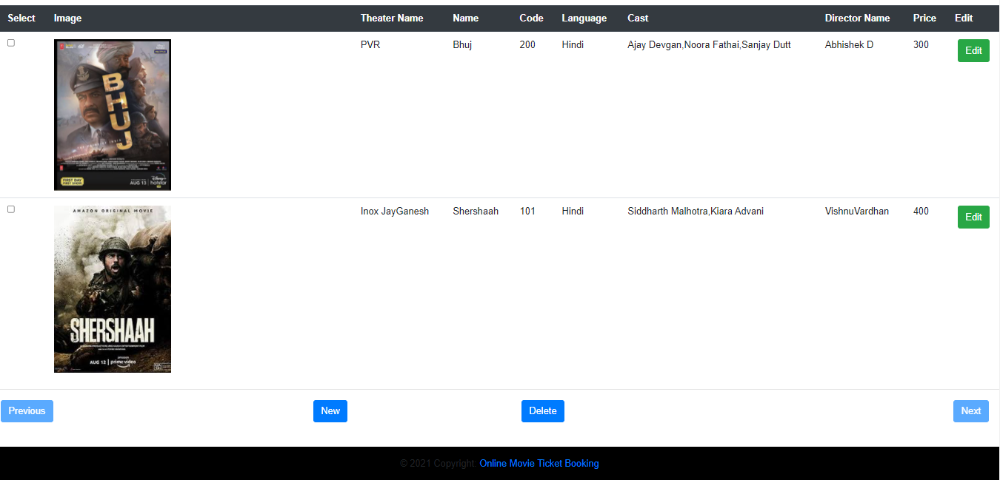 Select Image Theater Name Name Code Language Cast Director Name Price Edit
PVR Bhuj 200 Hindi Ajay Devgan,Noora Fathai,Sanjay Dutt Abhishek D 300 Edit
BHUJ
FIRST DAY
FIRST SHOW
AUG 13
Disney+
hotstar
Inox JayGanesh Shershaah 101 Hindi Siddharth Malhotra,Kiara Advani VishnuVardhan 400 Edit
AMAZON ORIGINAL MOVIE
SHERSHAAH
AUG 12 | prime video
Previous New Delete Next
© 2021 Copyright: Online Movie Ticket Booking